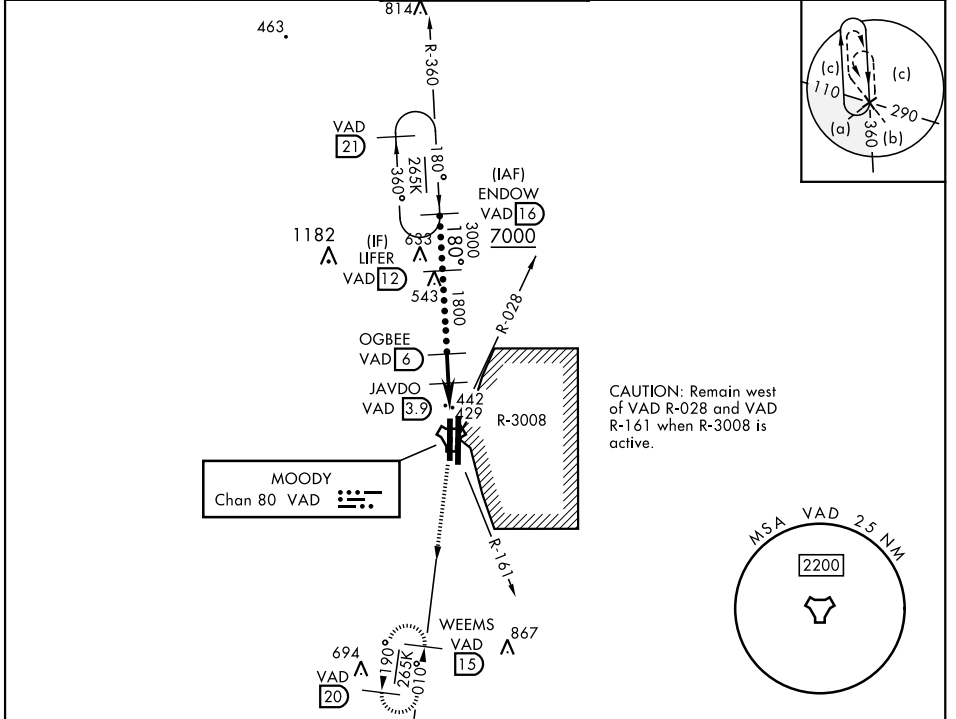 814
463
R-360
VAD
21
265K
360°
180°
(IAF)
ENDOW
VAD 16
7000
3000
180°
1182
(IF)
LIFER
VAD 12
633
543
1800
R-028
OGBEE
VAD 6
JAVDO
VAD 3.9
442
429
R-3008
CAUTION: Remain west
of VAD R-028 and VAD
R-161 when R-3008 is
active.
MOODY
Chan 80 VAD
R-161
WEEMS
VAD
15
867
694
VAD
20
190°
265K
010°
MSA VAD 25 NM
2200
(c)
(c)
110
290
(a)
360
(b)